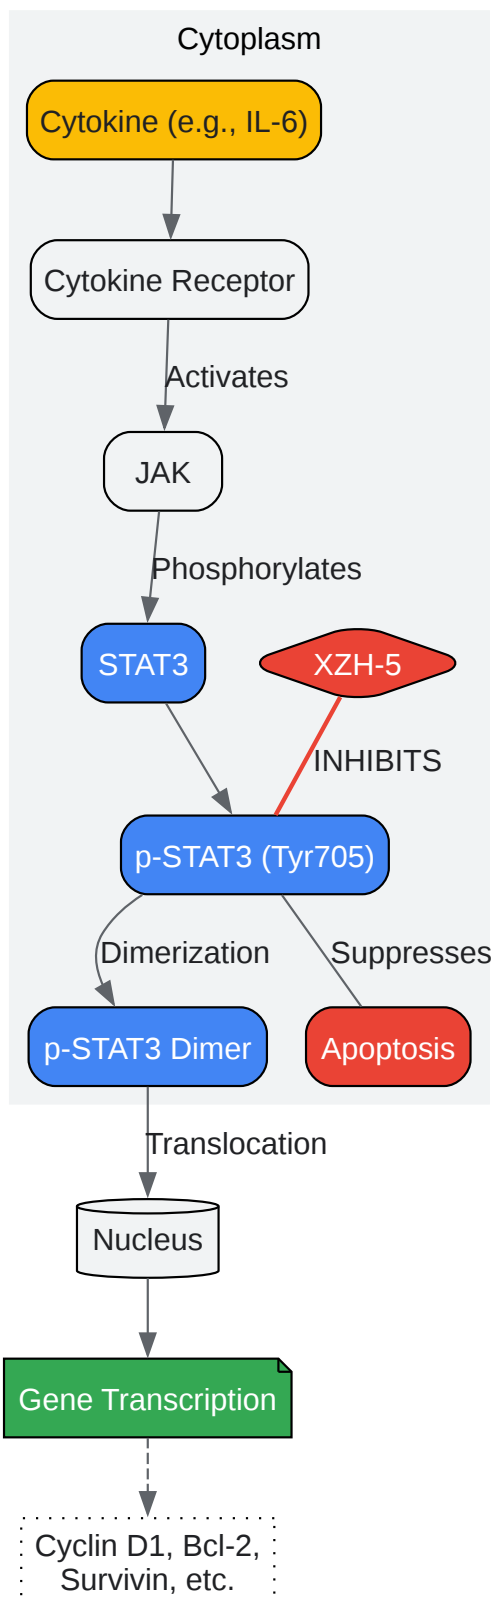 Cytoplasm
Cytokine (e.g., IL-6)
Cytokine Receptor
Activates
JAK
Phosphorylates
STAT3
XZH-5
INHIBITS
p-STAT3 (Tyr705)
Dimerization
Suppresses
p-STAT3 Dimer
Apoptosis
Translocation
Nucleus
Gene Transcription
Cyclin D1, Bcl-2,
Survivin, etc.